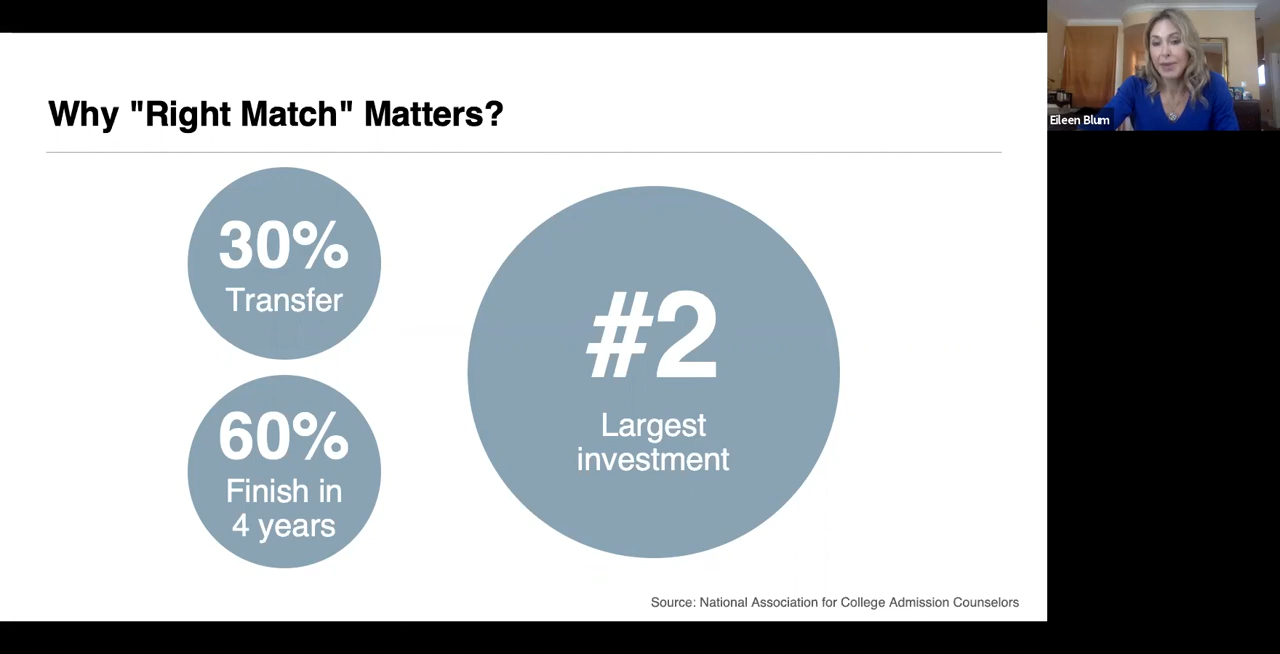 Why "Right Match" Matters?
30%
Transfer
60%
Finish in
4 years
#2
Largest
investment
Source: National Association for College Admission Counselors
Eileen Blum